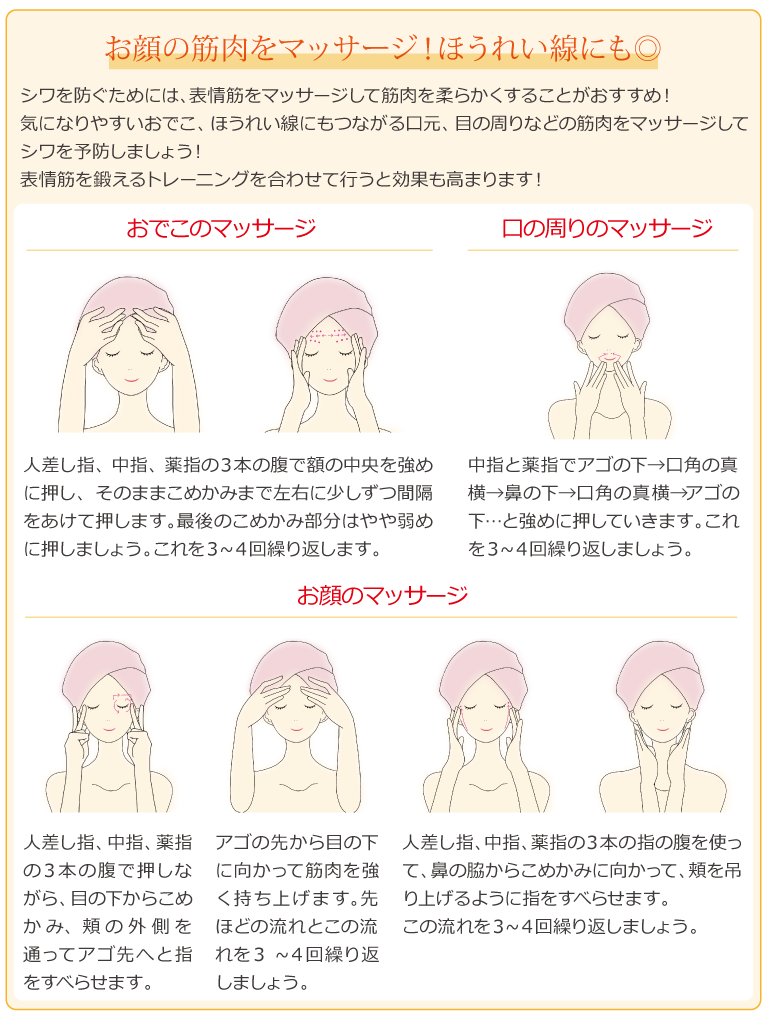 お顔の筋肉をマッサージ！ほうれい線にも◎
シワを防ぐためには、表情筋をマッサージして筋肉を柔らかくすることがおすすめ！
気になりやすいおでこ、ほうれい線にもつながる口元、目の周りなどの筋肉をマッサージして
シワを予防しましょう！
表情筋を鍛えるトレーニングを合わせて行うと効果も高まります！
おでこのマッサージ
人差し指、中指、薬指の３本の腹で額の中央を強め
に押し、そのままこめかみまで左右に少しずつ間隔
をあけて押します。最後のこめかみ部分はやや弱め
に押しましょう。これを３~４回繰り返します。
口の周りのマッサージ
中指と薬指でアゴの下→口角の真
横→鼻の下→口角の真横→アゴの
下…と強めに押していきます。これ
を３~４回繰り返しましょう。
お顔のマッサージ
人差し指、中指、薬指
の３本の腹で押しな
がら、目の下からこめ
かみ、頬の外側を
通ってアゴ先へと指
をすべらせます。
アゴの先から目の下
に向かって筋肉を強
く持ち上げます。先
ほどの流れとこの流
れを３ ~４回繰り返
しましょう。
人差し指、中指、薬指の３本の指の腹を使っ
て、鼻の脇からこめかみに向かって、頬を吊
り上げるように指をすべらせます。
この流れを３~４回繰り返しましょう。